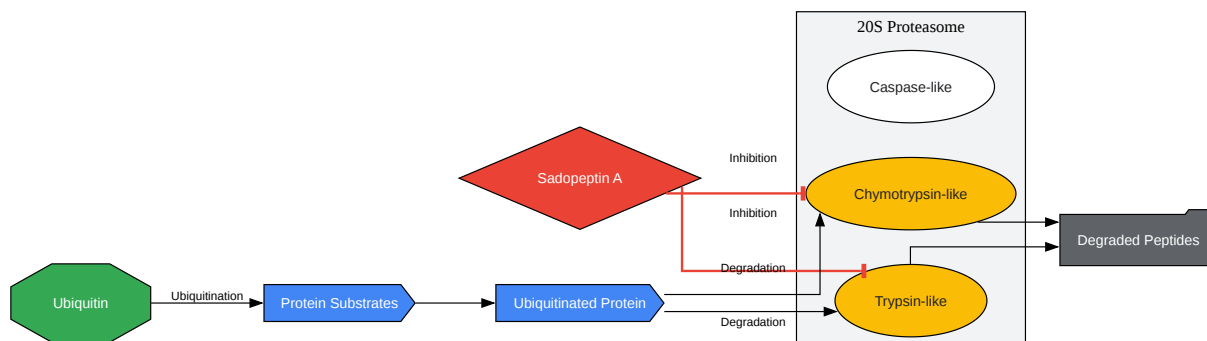 20S Proteasome
Caspase-like
Inhibition
Sadopeptin A
Chymotrypsin-like
Inhibition
Degraded Peptides
Degradation
Ubiquitination
Ubiquitin
Protein Substrates
Ubiquitinated Protein
Trypsin-like
Degradation